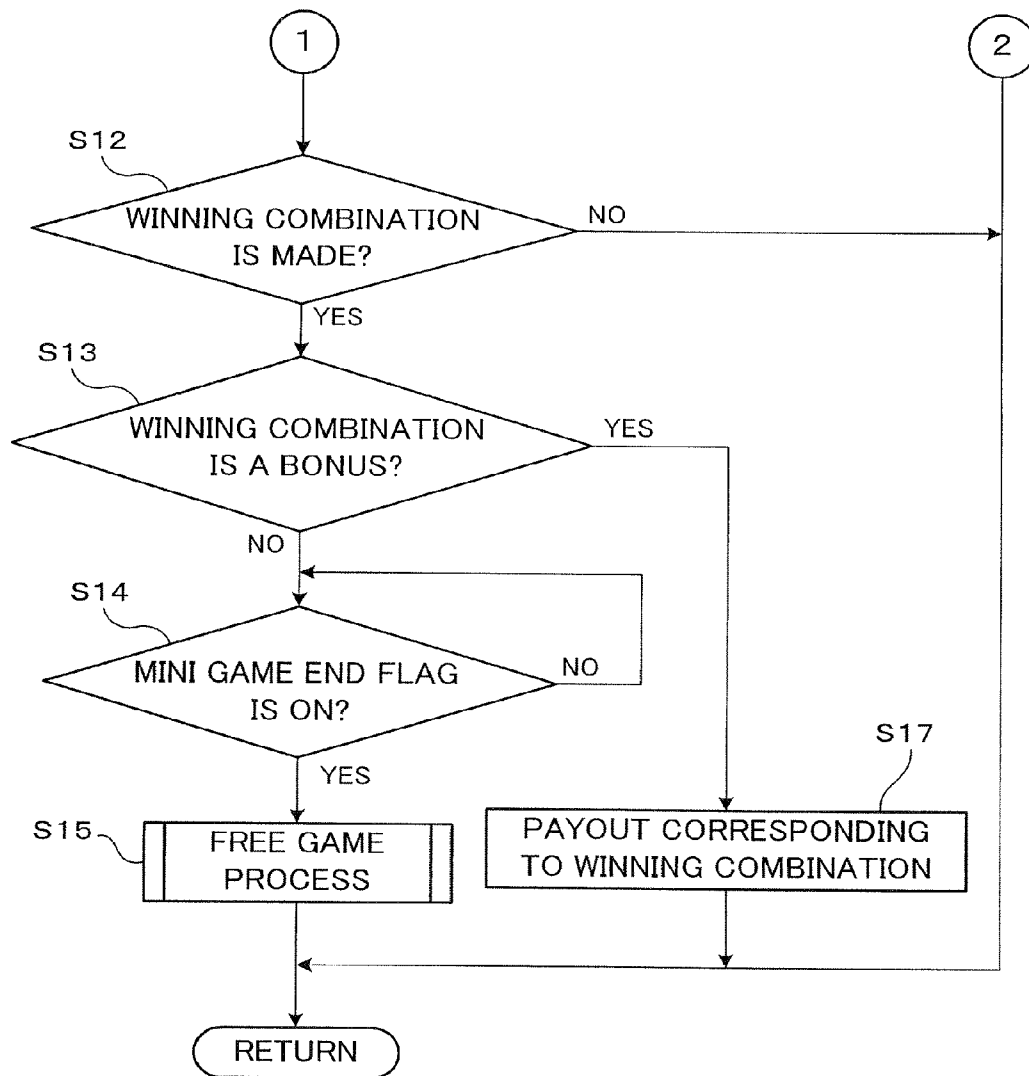 1
2
S12
WINNING COMBINATION
IS MADE?
NO
YES
S13
WINNING COMBINATION
IS A BONUS?
YES
NO
S14
MINI GAME END FLAG
IS ON?
NO
YES
S17
S15
FREE GAME
PROCESS
PAYOUT CORRESPONDING
TO WINNING COMBINATION
RETURN